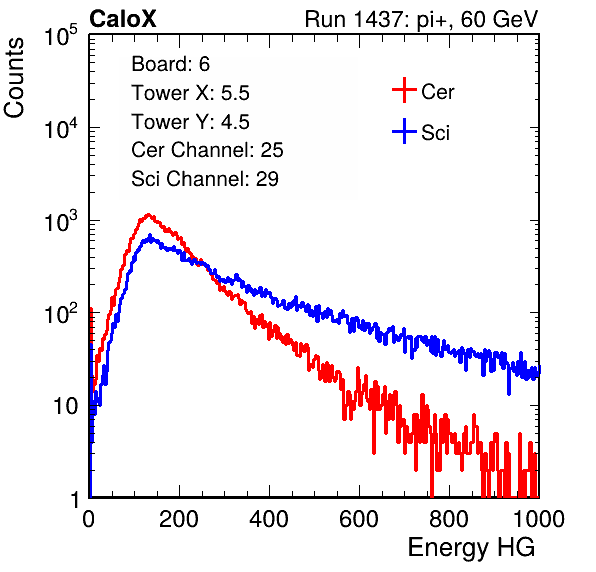 CaloX Run 1437: pi+, 60 GeV
Counts
10^5
10^4
10^3
10^2
10
1
Board: 6
Tower X: 5.5
Tower Y: 4.5
Cer Channel: 25
Sci Channel: 29
Cer
Sci
0 200 400 600 800 1000
Energy HG